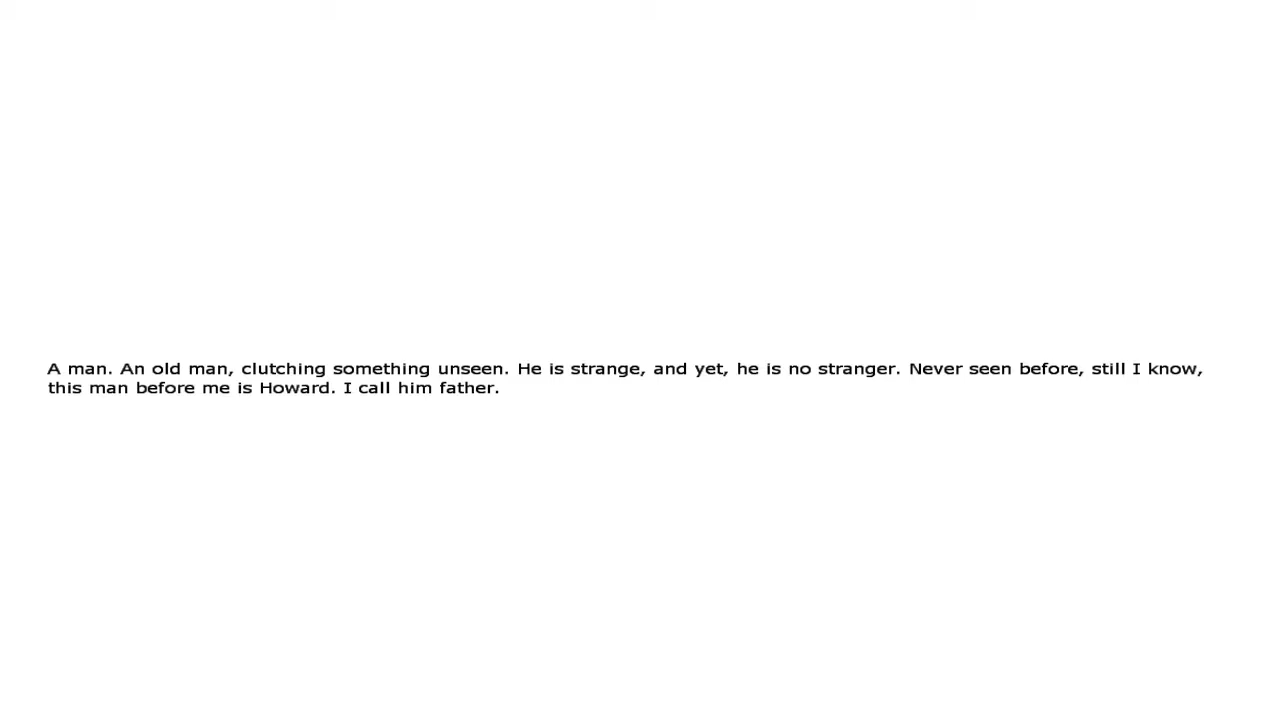 A man. An old man, clutching something unseen. He is strange, and yet, he is no stranger. Never seen before, still I know,
this man before me is Howard. I call him father.